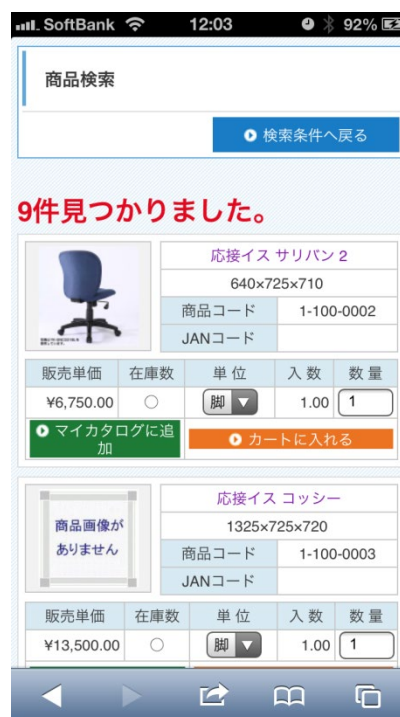 SoftBank 12:03 92%
商品検索
検索条件へ戻る
9件見つかりました。
応接イス サリバン 2
640×725×710
商品コード 1-100-0002
JANコード
販売単価 在庫数 単 位 入 数 数 量
¥6,750.00 ○ 脚 1.00 1
マイカタログに追
加
カートに入れる
応接イス コッシー
商品画像が
ありません
1325×725×720
商品コード 1-100-0003
JANコード
販売単価 在庫数 単 位 入 数 数 量
¥13,500.00 ○ 脚 1.00 1